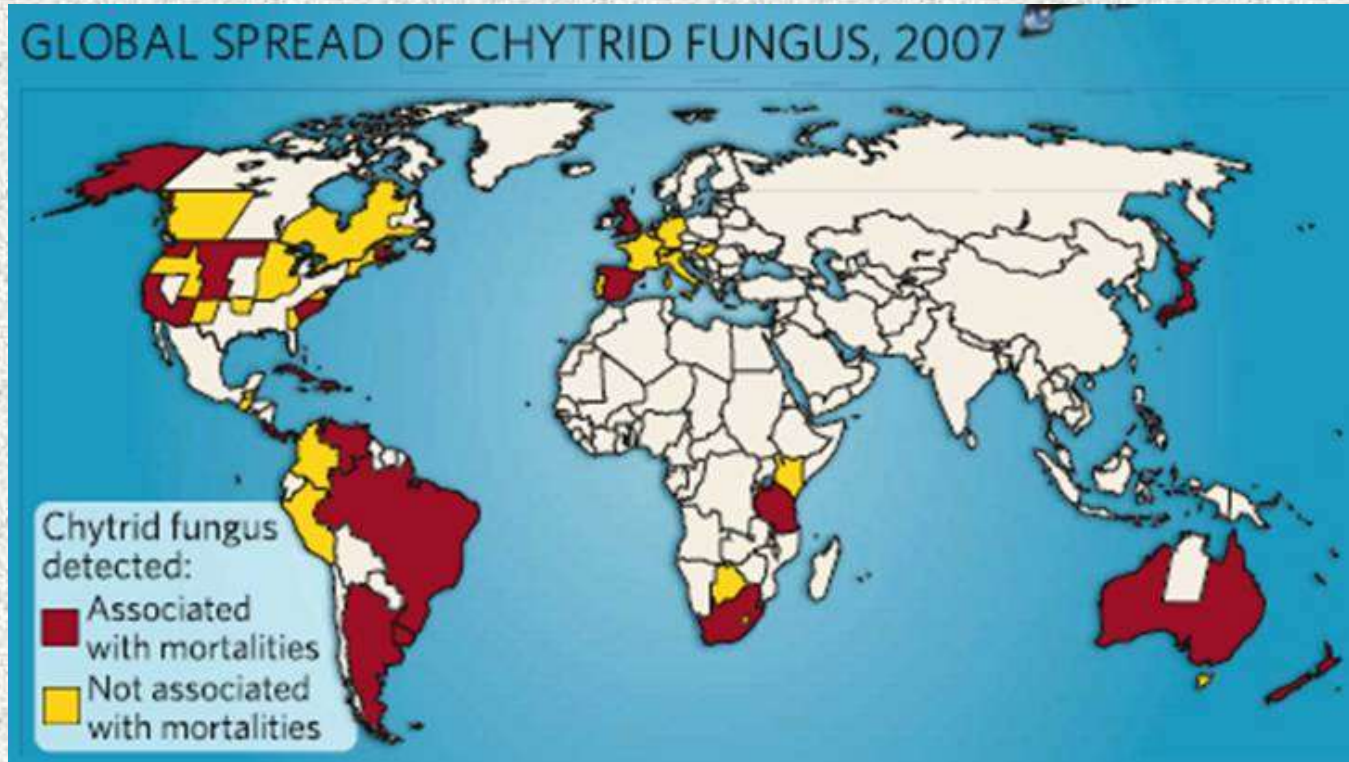 GLOBAL SPREAD OF CHYTRID FUNGUS, 2007
Chytrid fungus
detected:
Associated
with mortalities
Not associated
with mortalities